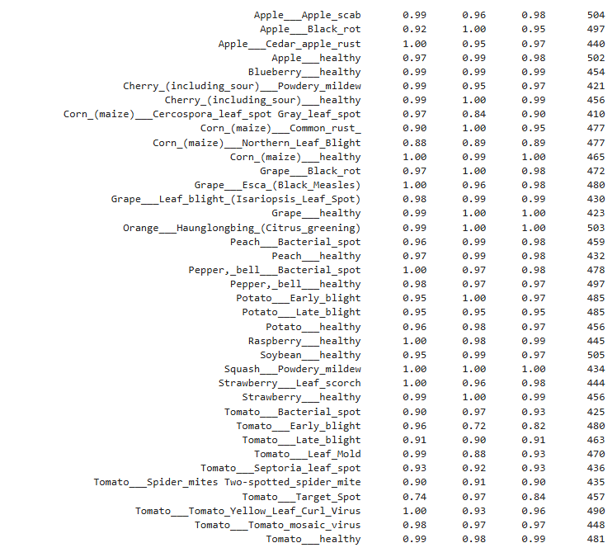 Apple___Apple_scab 0.99 0.96 0.98 504
Apple___Black_rot 0.92 1.00 0.95 497
Apple___Cedar_apple_rust 1.00 0.95 0.97 440
Apple___healthy 0.97 0.99 0.98 502
Blueberry___healthy 0.99 0.99 0.99 454
Cherry_(including_sour)___Powdery_mildew 0.99 0.95 0.97 421
Cherry_(including_sour)___healthy 0.99 1.00 0.99 456
Corn_(maize)___Cercospora_leaf_spot Gray_leaf_spot 0.97 0.84 0.90 410
Corn_(maize)___Common_rust_ 0.90 1.00 0.95 477
Corn_(maize)___Northern_Leaf_Blight 0.88 0.89 0.89 477
Corn_(maize)___healthy 1.00 0.99 1.00 465
Grape___Black_rot 0.97 1.00 0.98 472
Grape___Esca_(Black_Measles) 1.00 0.96 0.98 480
Grape___Leaf_blight_(Isariopsis_Leaf_Spot) 0.98 0.99 0.99 430
Grape___healthy 0.99 1.00 1.00 423
Orange___Haunglongbing_(Citrus_greening) 0.99 1.00 1.00 503
Peach___Bacterial_spot 0.96 0.99 0.98 459
Peach___healthy 0.97 0.99 0.98 432
Pepper,_bell___Bacterial_spot 1.00 0.97 0.98 478
Pepper,_bell___healthy 0.98 0.97 0.97 497
Potato___Early_blight 0.95 1.00 0.97 485
Potato___Late_blight 0.95 0.95 0.95 485
Potato___healthy 0.96 0.98 0.97 456
Raspberry___healthy 1.00 0.98 0.99 445
Soybean___healthy 0.95 0.99 0.97 505
Squash___Powdery_mildew 1.00 1.00 1.00 434
Strawberry___Leaf_scorch 1.00 0.96 0.98 444
Strawberry___healthy 0.99 1.00 0.99 456
Tomato___Bacterial_spot 0.90 0.97 0.93 425
Tomato___Early_blight 0.96 0.72 0.82 480
Tomato___Late_blight 0.91 0.90 0.91 463
Tomato___Leaf_Mold 0.99 0.88 0.93 470
Tomato___Septoria_leaf_spot 0.93 0.92 0.93 436
Tomato___Spider_mites Two-spotted_spider_mite 0.90 0.91 0.90 435
Tomato___Target_Spot 0.74 0.97 0.84 457
Tomato___Tomato_Yellow_Leaf_Curl_Virus 1.00 0.93 0.96 490
Tomato___Tomato_mosaic_virus 0.98 0.97 0.97 448
Tomato___healthy 0.99 0.98 0.99 481